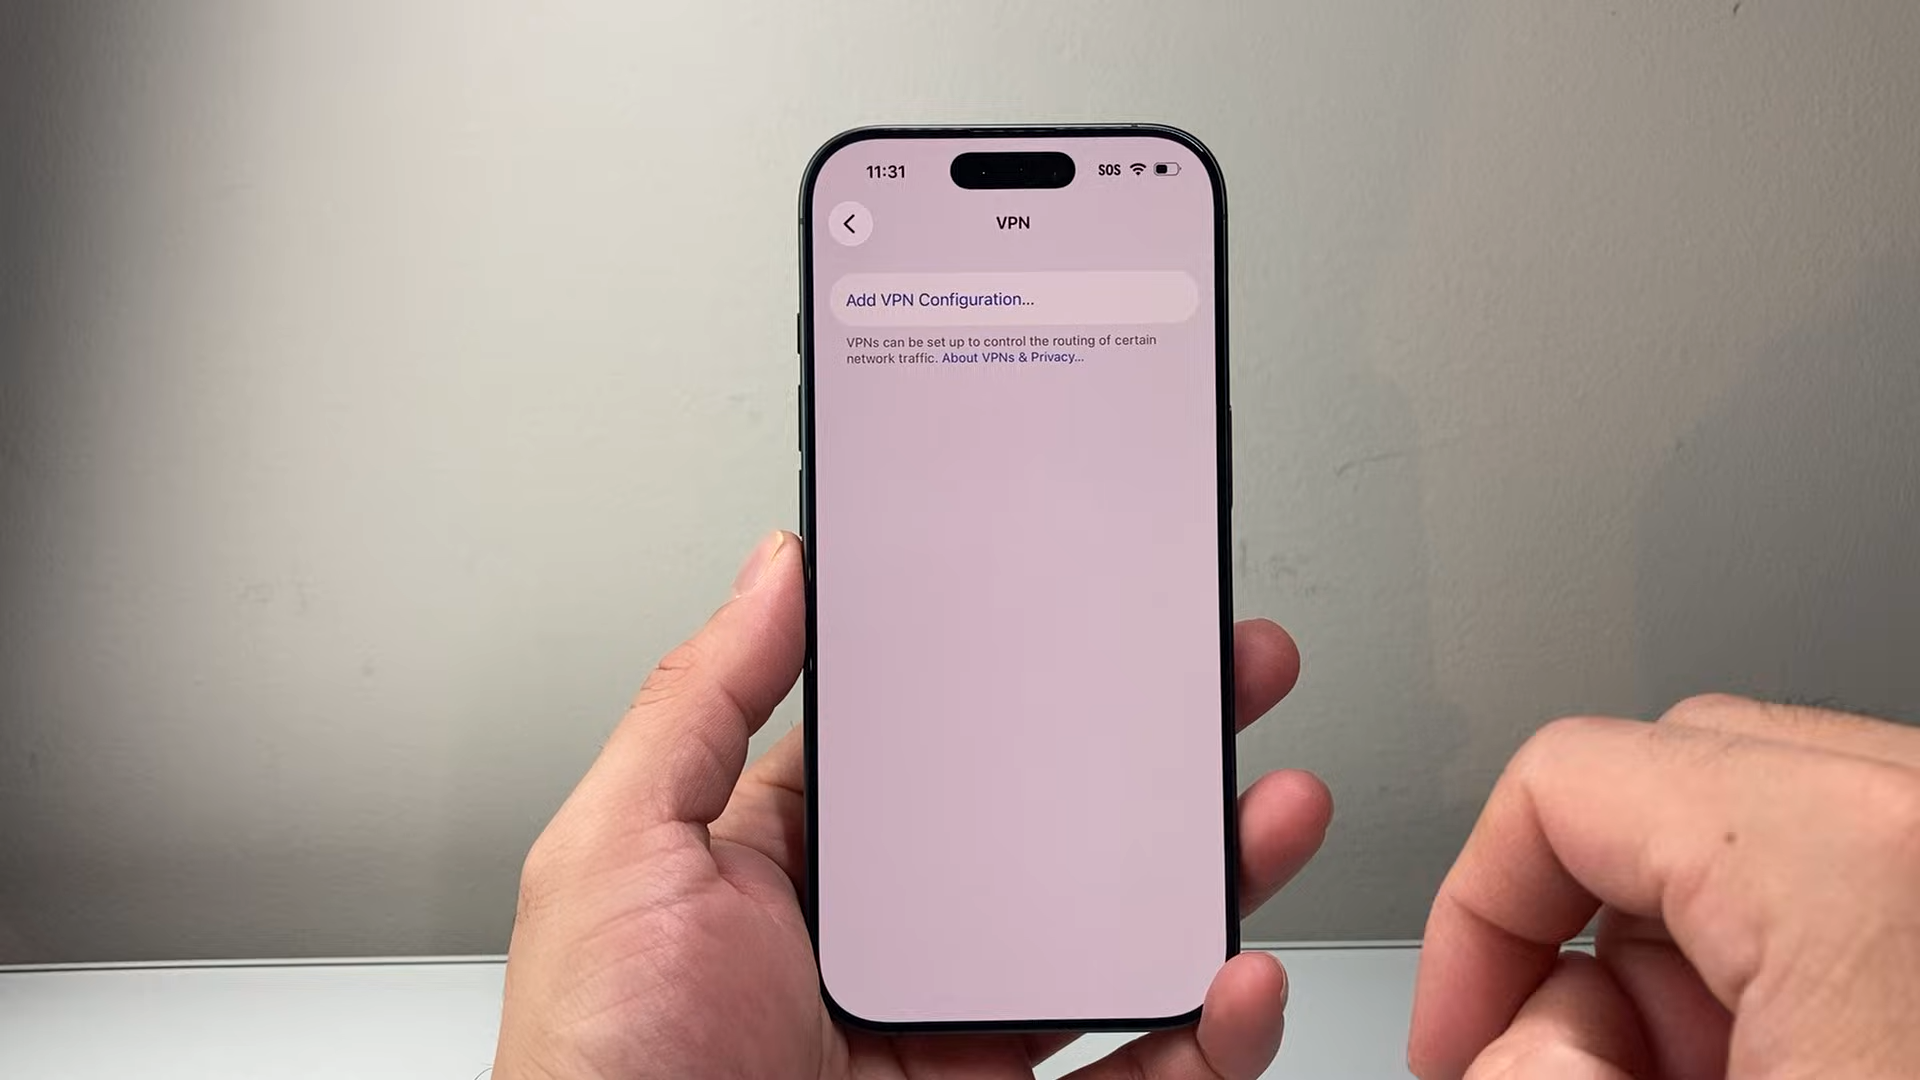 11:31
SOS
VPN
Add VPN Configuration...
VPNs can be set up to control the routing of certain
network traffic. About VPNs & Privacy...